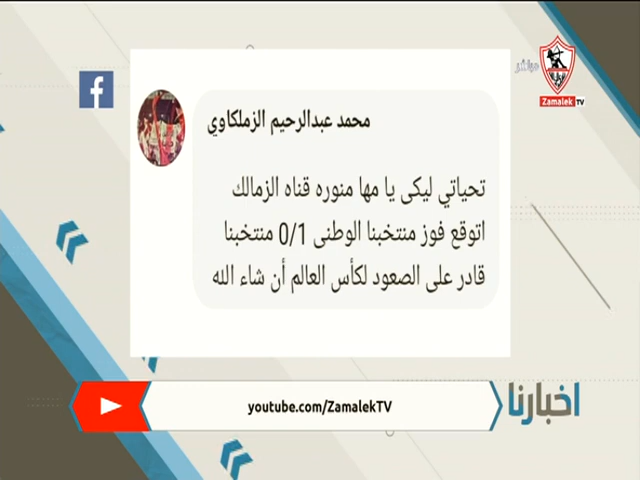 مباشر
Zamalek TV
محمد عبدالرحيم الزملكاوي
تحياتي ليكى يا مها منوره قناه الزمالك
اتوقع فوز منتخبنا الوطنى 0/1 منتخبنا
قادر على الصعود لكأس العالم أن شاء الله
youtube.com/ZamalekTV
اخبارنا